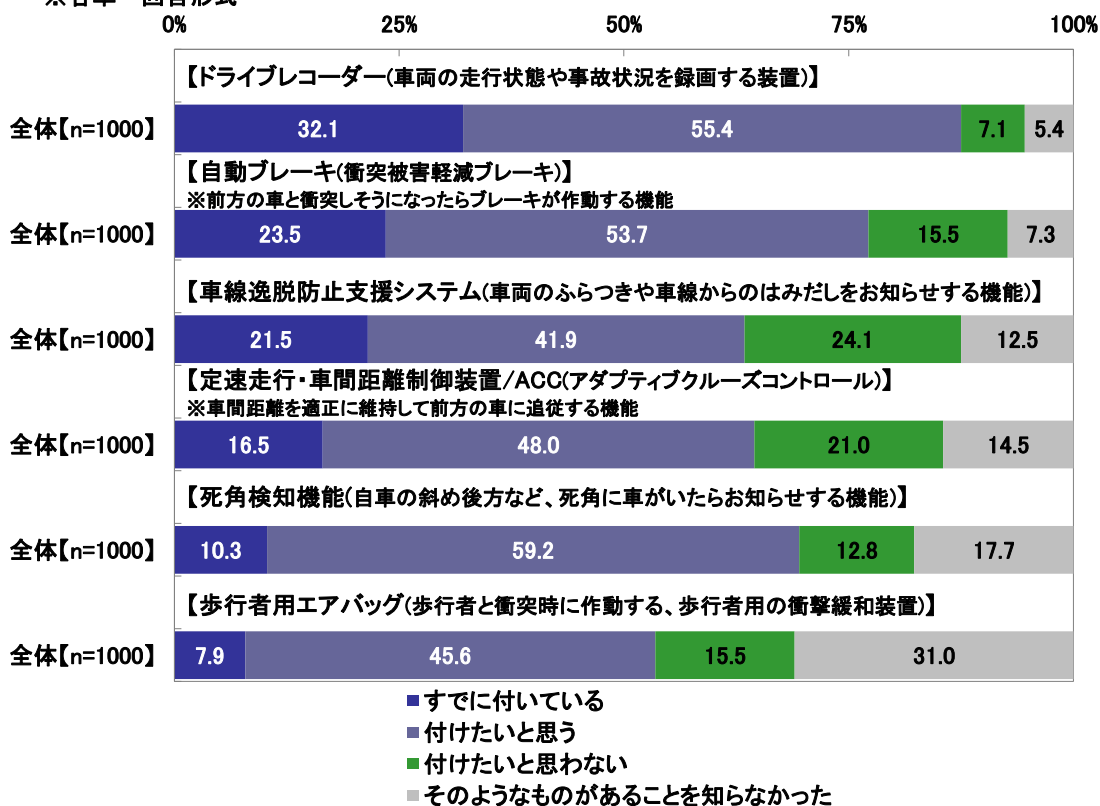 0% 25% 50% 75% 100%
【ドライブレコーダー(車両の走行状態や事故状況を録画する装置)】
全体【n=1000】 32.1 55.4 7.1 5.4
【自動ブレーキ(衝突被害軽減ブレーキ)】
※前方の車と衝突しそうになったらブレーキが作動する機能
全体【n=1000】 23.5 53.7 15.5 7.3
【車線逸脱防止支援システム(車両のふらつきや車線からのはみだしをお知らせする機能)】
全体【n=1000】 21.5 41.9 24.1 12.5
【定速走行・車間距離制御装置/ACC(アダプティブクルーズコントロール)】
※車間距離を適正に維持して前方の車に追従する機能
全体【n=1000】 16.5 48.0 21.0 14.5
【死角検知機能(自車の斜め後方など、死角に車がいたらお知らせする機能)】
全体【n=1000】 10.3 59.2 12.8 17.7
【歩行者用エアバッグ(歩行者と衝突時に作動する、歩行者用の衝撃緩和装置)】
全体【n=1000】 7.9 45.6 15.5 31.0
すでに付いている
付けたいと思う
付けたいと思わない
そのようなものがあることを知らなかった